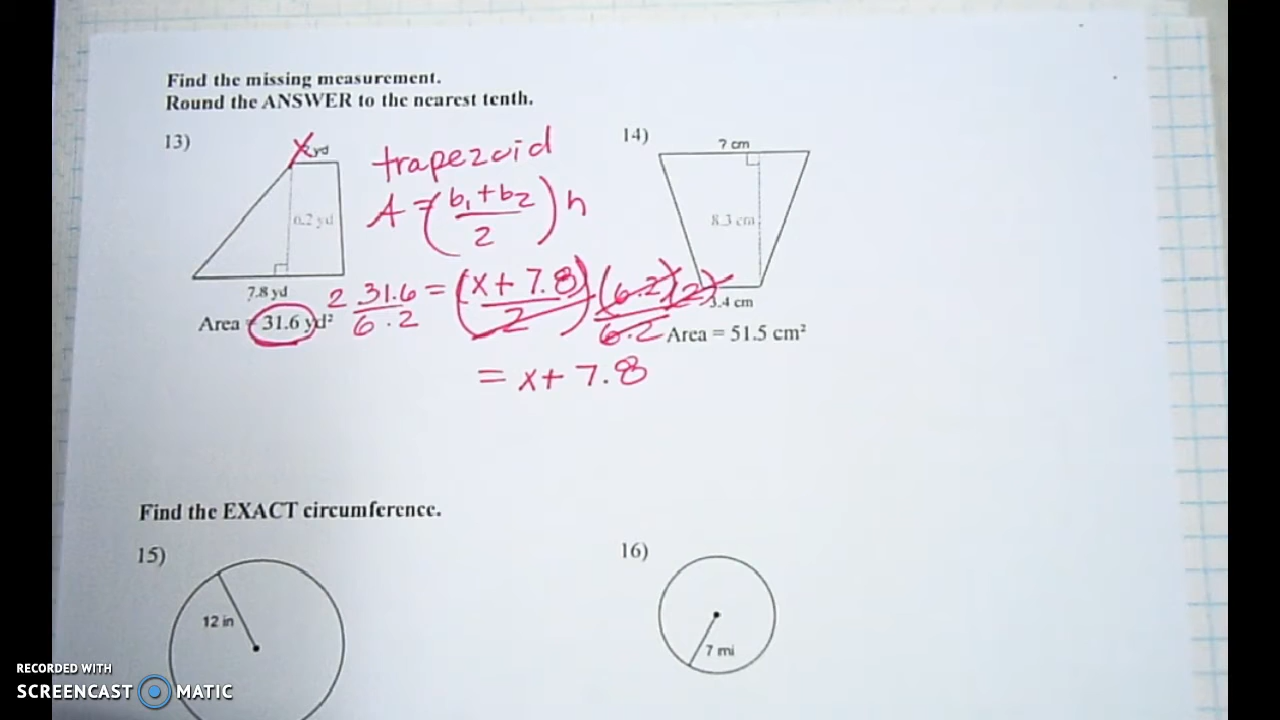 Find the missing measurement.
Round the ANSWER to the nearest tenth.
13)
X yd
6.2 yd
7.8 yd
Area = 31.6 yd²
trapezoid
A = (b₁ + b₂ / 2) h
2 31.6 / 6.2 = (x + 7.8 / 2) (6.2)(2) / 6.2
= x + 7.8
14)
? cm
8.3 cm
3.4 cm
Area = 51.5 cm²
Find the EXACT circumference.
15)
12 in
16)
7 mi
RECORDED WITH
SCREENCAST MATIC